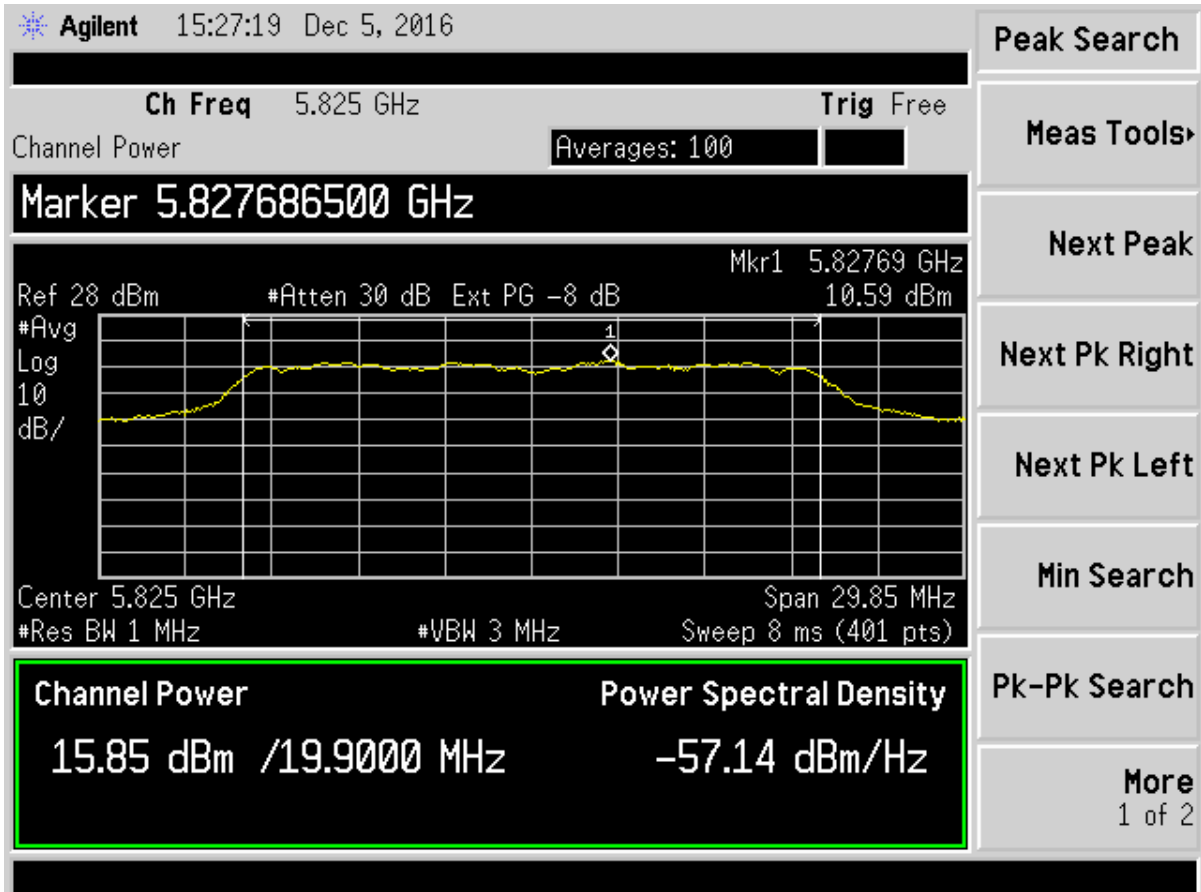 Agilent 15:27:19 Dec 5, 2016
Ch Freq 5.825 GHz Trig Free
Channel Power Averages: 100
Marker 5.827686500 GHz
Mkr1 5.82769 GHz
Ref 28 dBm #Atten 30 dB Ext PG -8 dB 10.59 dBm
#Avg
Log
10
dB/
1
Center 5.825 GHz Span 29.85 MHz
#Res BW 1 MHz #VBW 3 MHz Sweep 8 ms (401 pts)
Channel Power Power Spectral Density
15.85 dBm /19.9000 MHz -57.14 dBm/Hz
Peak Search
Meas Tools
Next Peak
Next Pk Right
Next Pk Left
Min Search
Pk-Pk Search
More
1 of 2